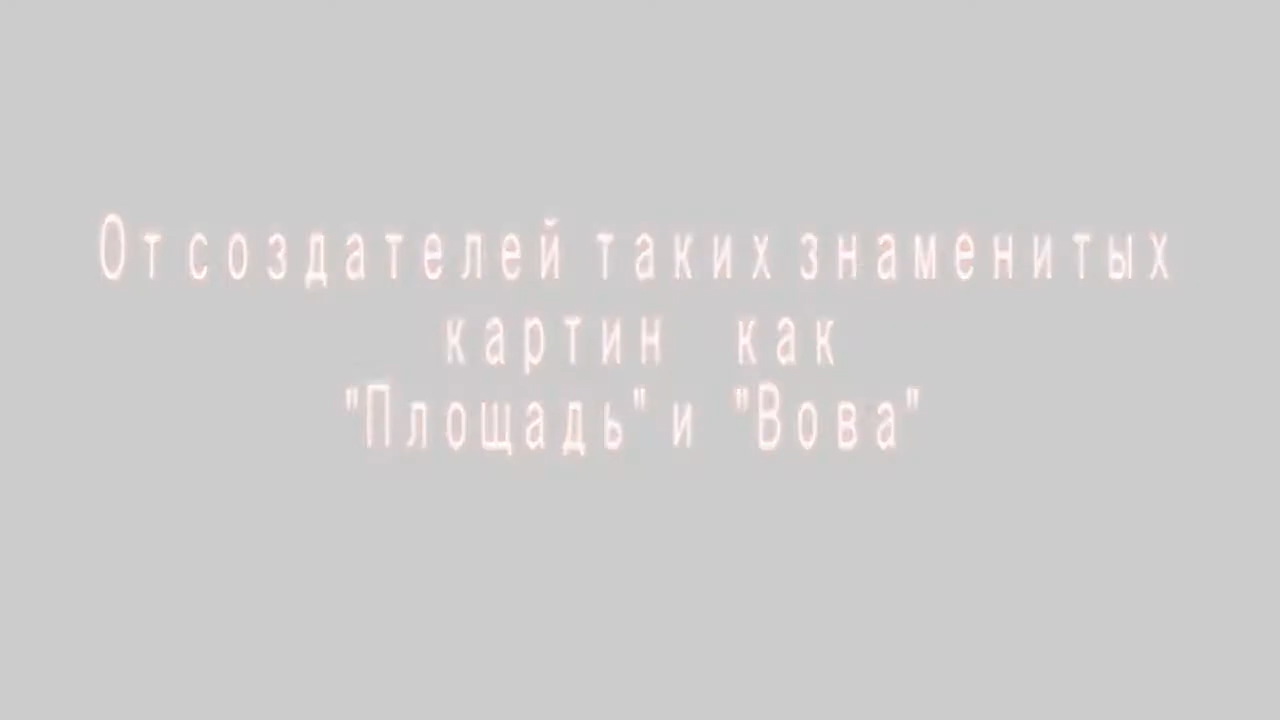 От создателей таких знаменитых
картин как
"Площадь" и "Вова"